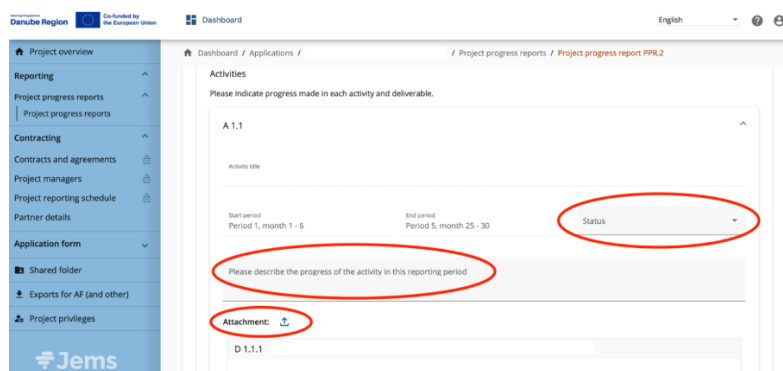 Interreg Programme
Danube Region
Co-funded by
the European Union
Dashboard
English
Project overview
Dashboard / Applications / / Project progress reports / Project progress report PPR.2
Reporting
Activities
Project progress reports
Please indicate progress made in each activity and deliverable.
Project progress reports
A 1.1
Contracting
Contracts and agreements
Activity title
Project managers
Project reporting schedule
Start period
End period
Status
Partner details
Period 1, month 1 - 6
Period 5, month 25 - 30
Application form
Shared folder
Please describe the progress of the activity in this reporting period
Exports for AF (and other)
Project privileges
Attachment:
D 1.1.1
Jems